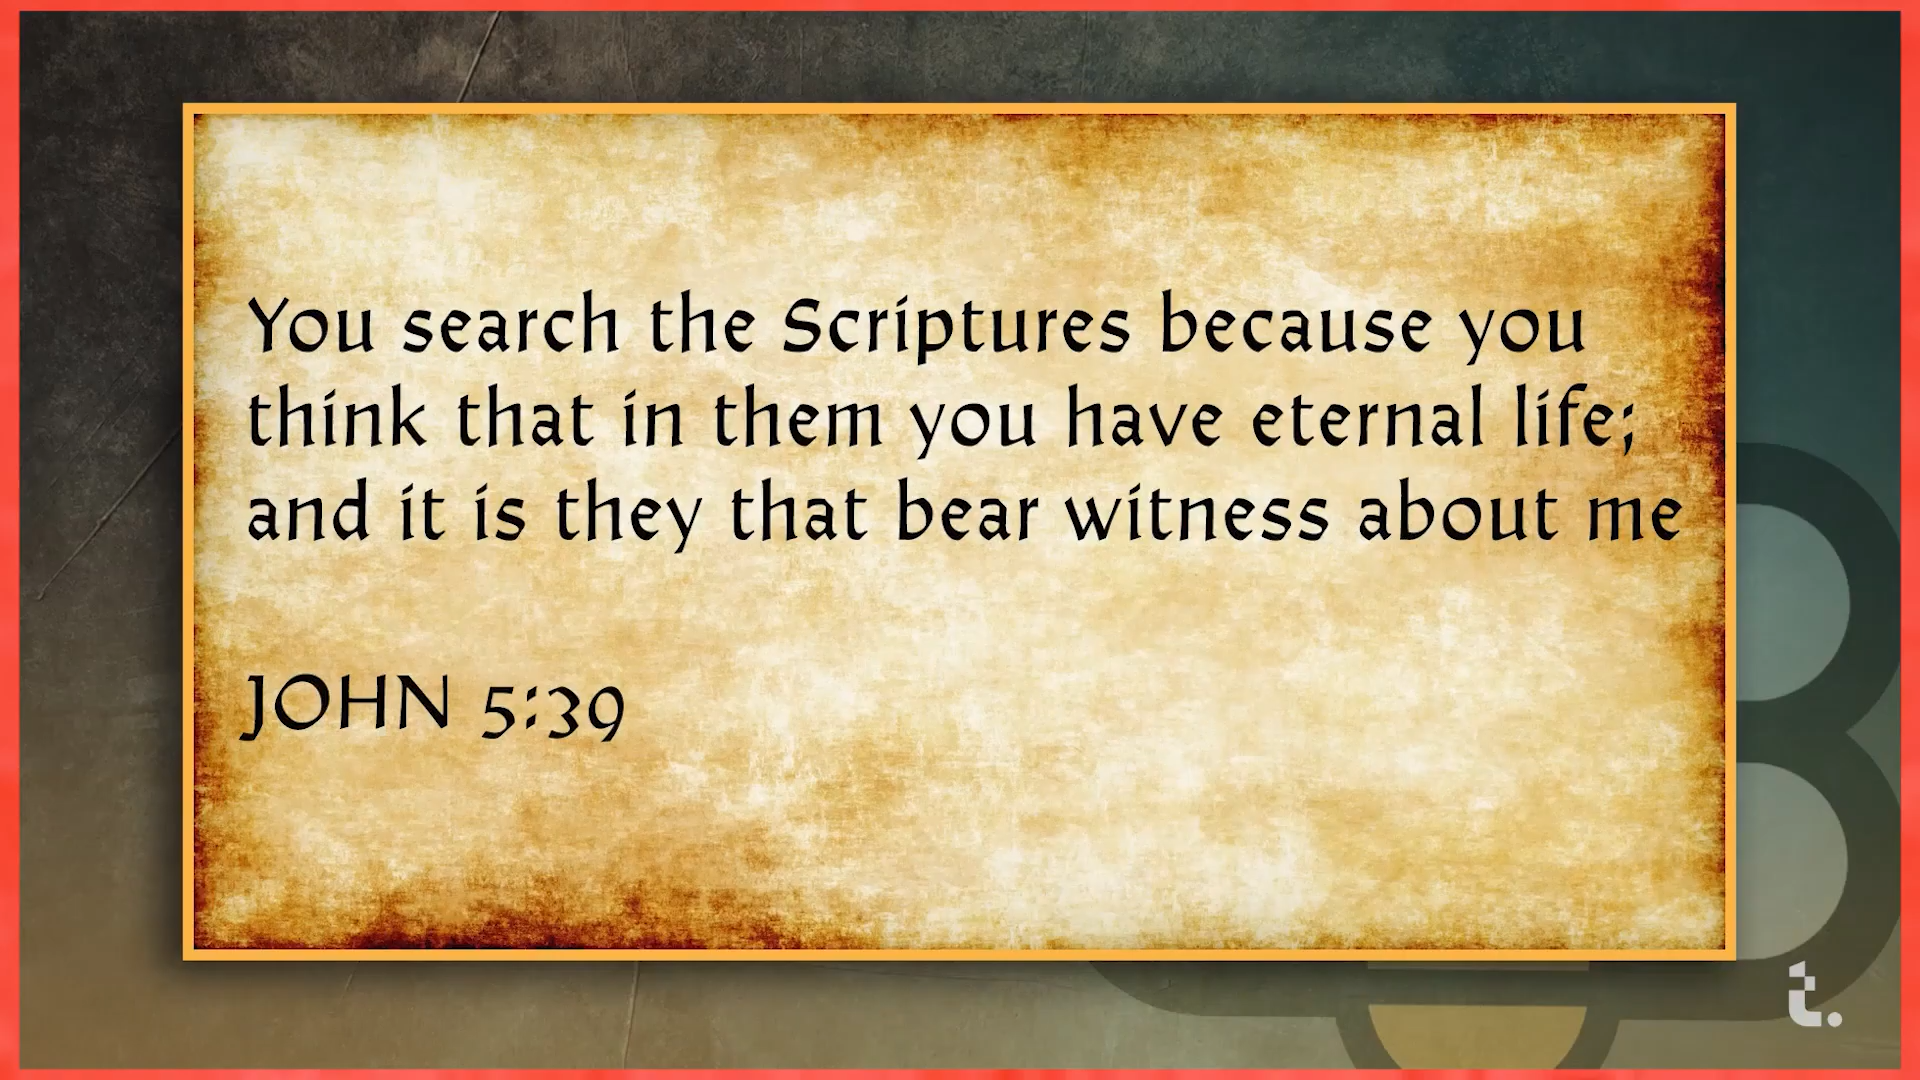 You search the Scriptures because you
think that in them you have eternal life;
and it is they that bear witness about me
JOHN 5:39
t.